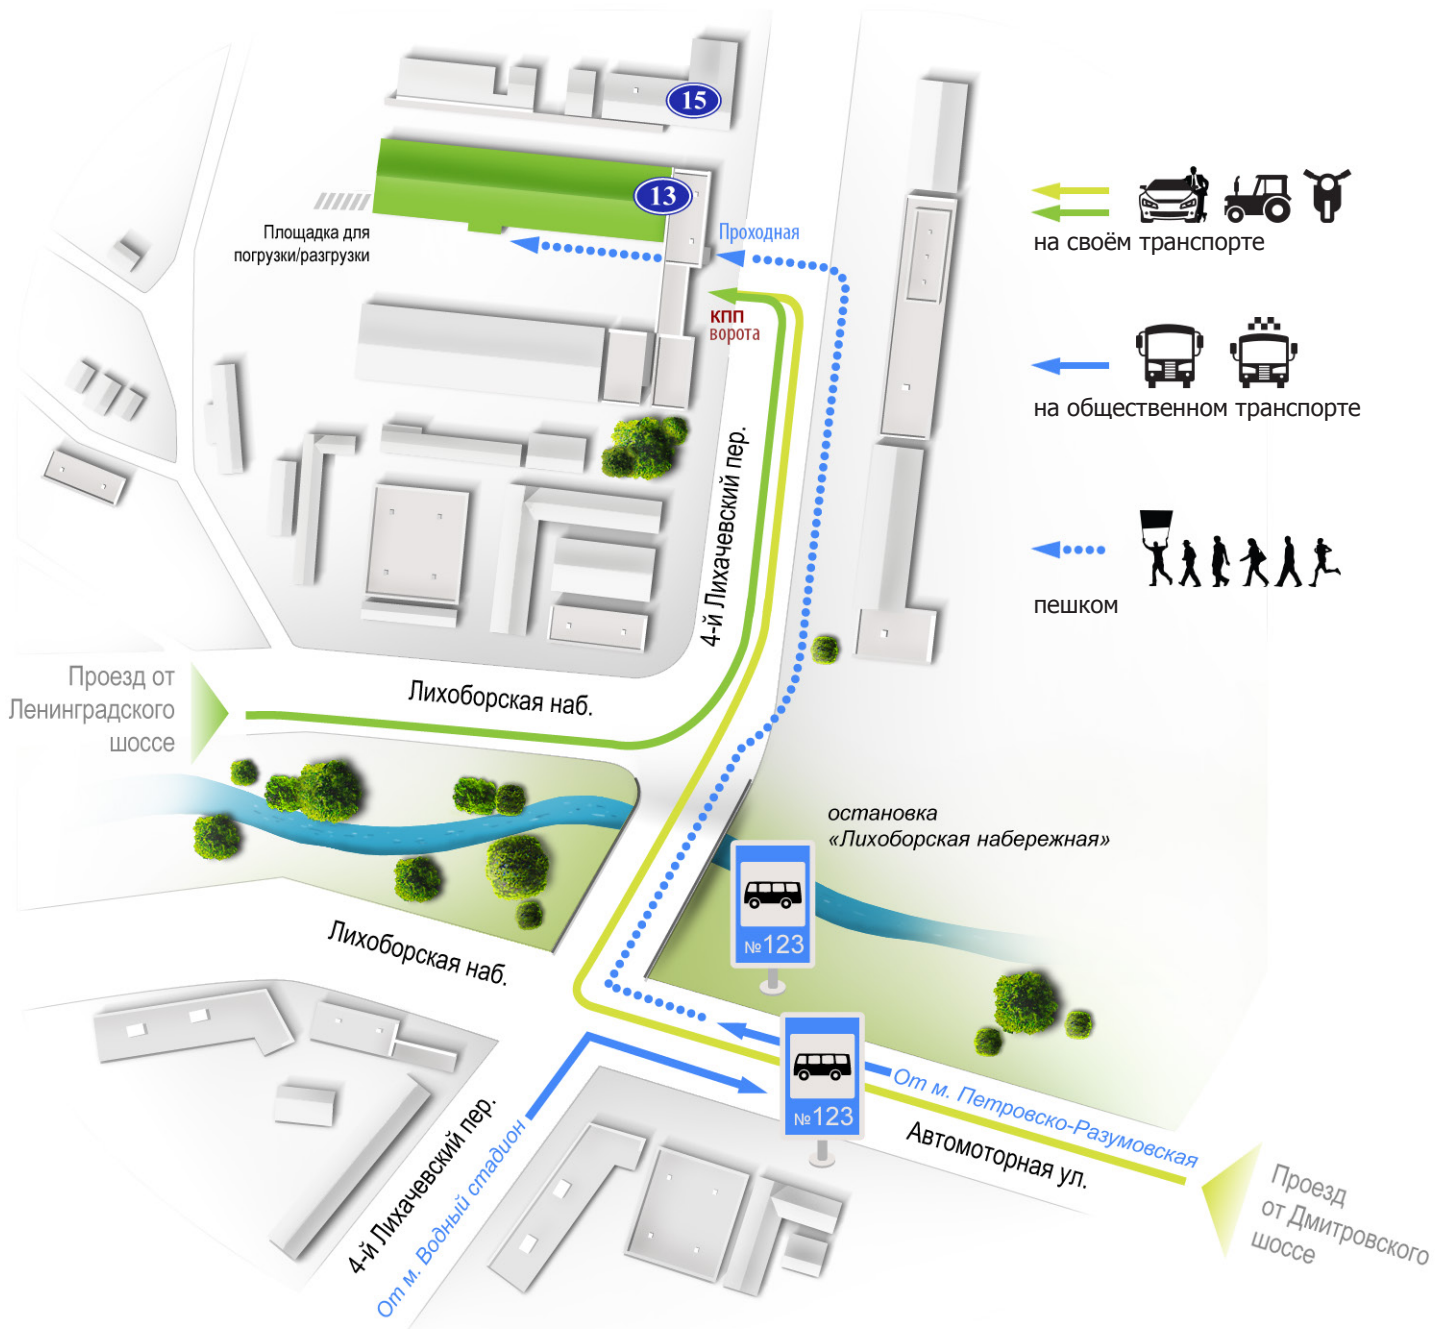 15
13
Площадка для
погрузки/разгрузки
Проходная
КПП
ворота
на своём транспорте
на общественном транспорте
пешком
4-й Лихачевский пер.
Проезд от
Ленинградского
шоссе
Лихоборская наб.
остановка
«Лихоборская набережная»
№123
Лихоборская наб.
№123
От м. Петровско-Разумовская
Автомоторная ул.
4-й Лихачевский пер.
От м. Водный стадион
Проезд
от Дмитровского
шоссе